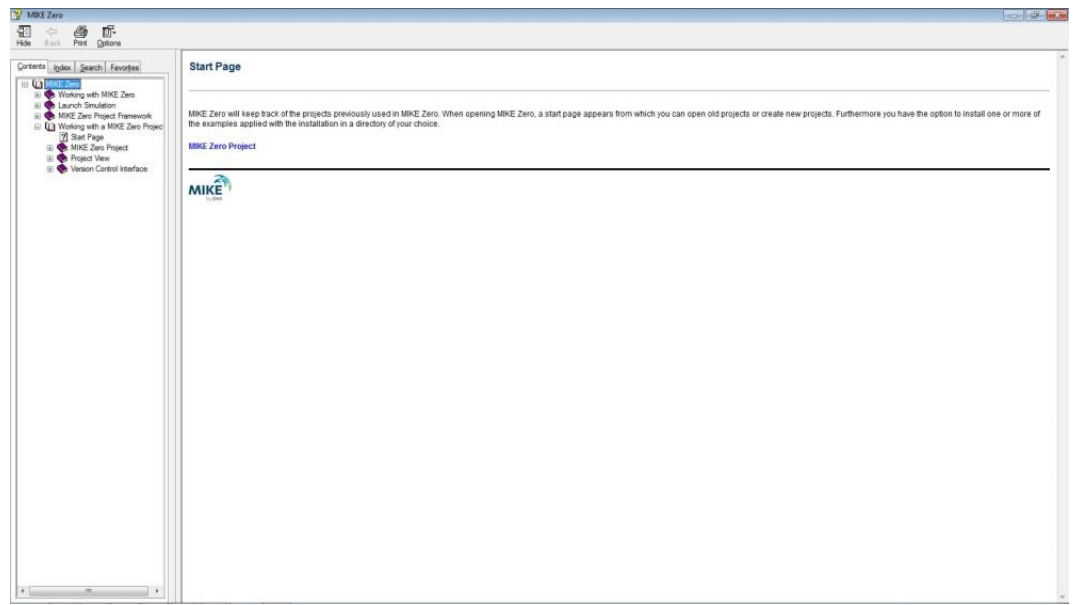 MIKE Zero
Hide Back Print Options
Contents Index Search Favorites
MIKE Zero
Working with MIKE Zero
Launch Simulation
MIKE Zero Project Framework
Working with a MIKE Zero Projec
Start Page
MIKE Zero Project
Project View
Version Control Interface
Start Page
MIKE Zero will keep track of the projects previously used in MIKE Zero. When opening MIKE Zero, a start page appears from which you can open old projects or create new projects. Furthermore you have the option to install one or more of
the examples applied with the installation in a directory of your choice.
MIKE Zero Project
MIKE
by DHI